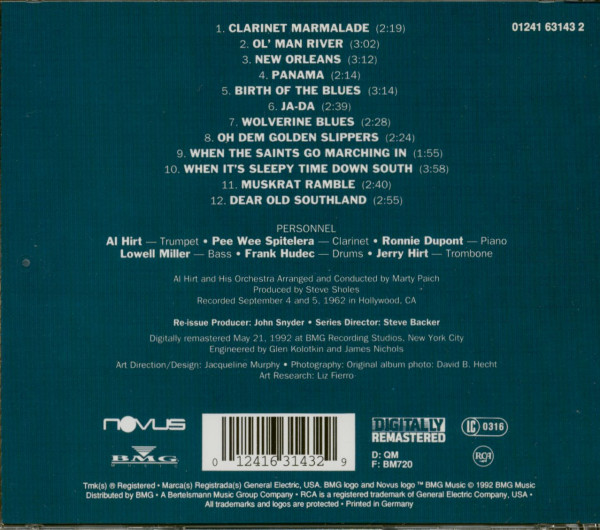 01241 63143 2
1. CLARINET MARMALADE (2:19)
2. OL' MAN RIVER (3:02)
3. NEW ORLEANS (3:12)
4. PANAMA (2:14)
5. BIRTH OF THE BLUES (3:14)
6. JA-DA (2:39)
7. WOLVERINE BLUES (2:28)
8. OH DEM GOLDEN SLIPPERS (2:24)
9. WHEN THE SAINTS GO MARCHING IN (1:55)
10. WHEN IT'S SLEEPY TIME DOWN SOUTH (3:58)
11. MUSKRAT RAMBLE (2:40)
12. DEAR OLD SOUTHLAND (2:55)
PERSONNEL
Al Hirt — Trumpet • Pee Wee Spitelera — Clarinet • Ronnie Dupont — Piano
Lowell Miller — Bass • Frank Hudec — Drums • Jerry Hirt — Trombone
Al Hirt and His Orchestra Arranged and Conducted by Marty Paich
Produced by Steve Sholes
Recorded September 4 and 5, 1962 in Hollywood, CA
Re-issue Producer: John Snyder • Series Director: Steve Backer
Digitally remastered May 21, 1992 at BMG Recording Studios, New York City
Engineered by Glen Kolotkin and James Nichols
Art Direction/Design: Jacqueline Murphy • Photography: Original album photo: David B. Hecht
Art Research: Liz Fierro
NOVUS
BMG
MUSIC
0 12416 31432 9
DIGITALLY
REMASTERED
D: QM
F: BM720
LC 0316
RCA
Tmk(s) ® Registered • Marca(s) Registrada(s) General Electric, USA. BMG logo and Novus logo ™ BMG Music © 1992 BMG Music
Distributed by BMG • A Bertelsmann Music Group Company • RCA is a registered trademark of General Electric Company, USA •
All trademarks and logos are protected • Printed in Germany